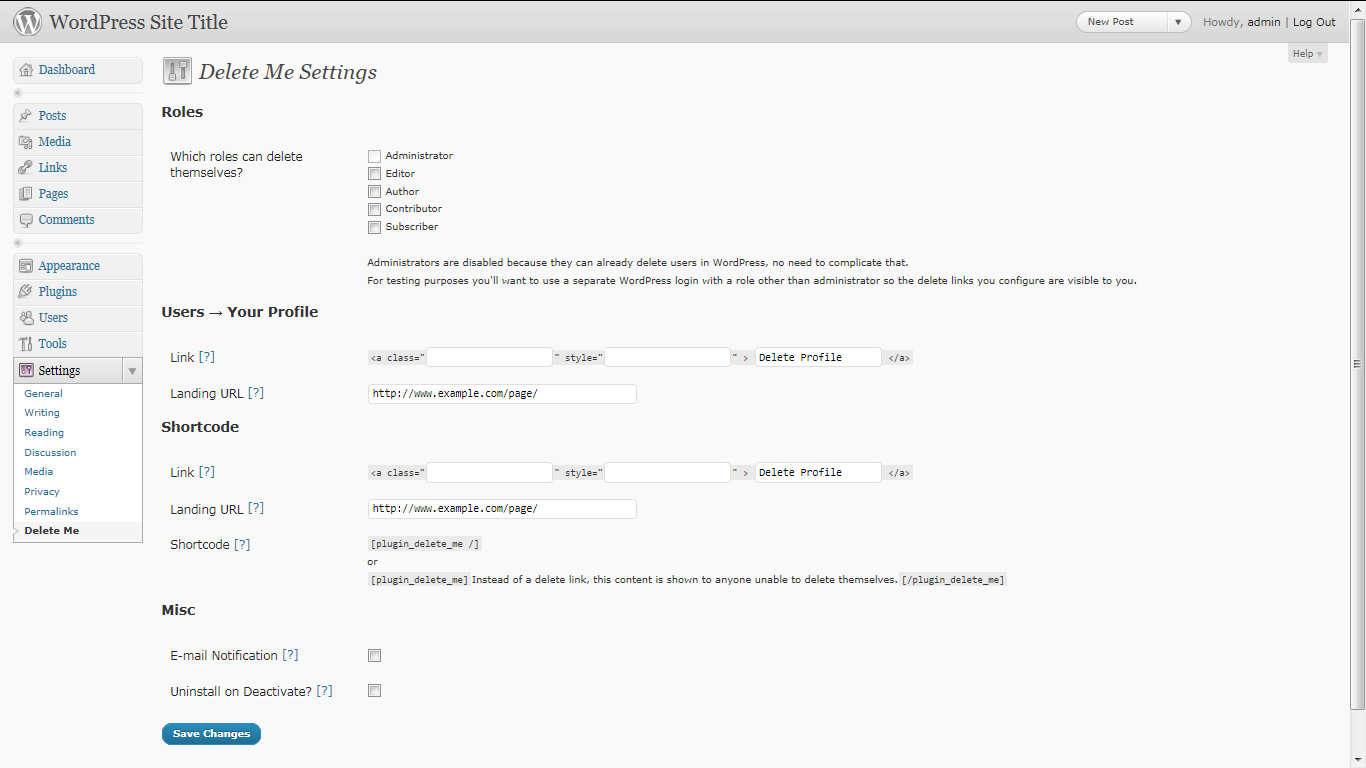 WordPress Site Title
New Post
Howdy, admin | Log Out
Help
Dashboard
Posts
Media
Links
Pages
Comments
Appearance
Plugins
Users
Tools
Settings
General
Writing
Reading
Discussion
Media
Privacy
Permalinks
Delete Me
Delete Me Settings
Roles
Which roles can delete
themselves?
Administrator
Editor
Author
Contributor
Subscriber
Administrators are disabled because they can already delete users in WordPress, no need to complicate that.
For testing purposes you'll want to use a separate WordPress login with a role other than administrator so the delete links you configure are visible to you.
Users → Your Profile
Link [?] <a class=" " style=" " > Delete Profile </a>
Landing URL [?] http://www.example.com/page/
Shortcode
Link [?] <a class=" " style=" " > Delete Profile </a>
Landing URL [?] http://www.example.com/page/
Shortcode [?] [plugin_delete_me /]
or
[plugin_delete_me] Instead of a delete link, this content is shown to anyone unable to delete themselves. [/plugin_delete_me]
Misc
E-mail Notification [?]
Uninstall on Deactivate? [?]
Save Changes